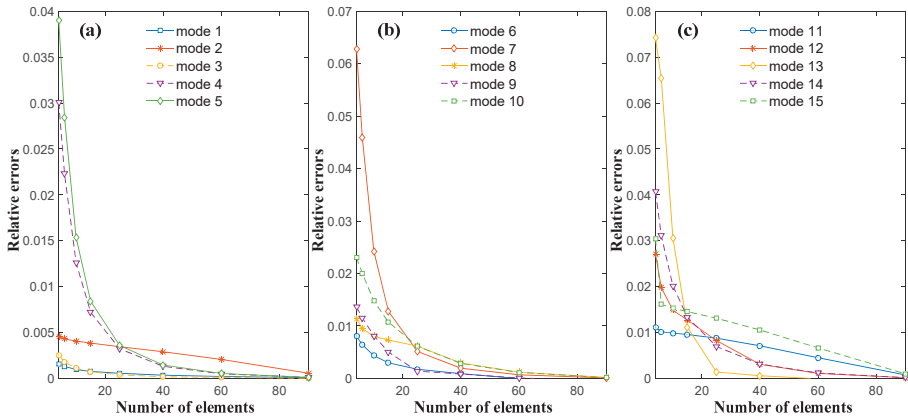 (a)
mode 1
mode 2
mode 3
mode 4
mode 5
0.04
0.035
0.03
0.025
0.02
0.015
0.01
0.005
0
20
40
60
80
Relative errors
Number of elements
(b)
mode 6
mode 7
mode 8
mode 9
mode 10
0.07
0.06
0.05
0.04
0.03
0.02
0.01
0
20
40
60
80
Relative errors
Number of elements
(c)
mode 11
mode 12
mode 13
mode 14
mode 15
0.08
0.07
0.06
0.05
0.04
0.03
0.02
0.01
0
20
40
60
80
Relative errors
Number of elements